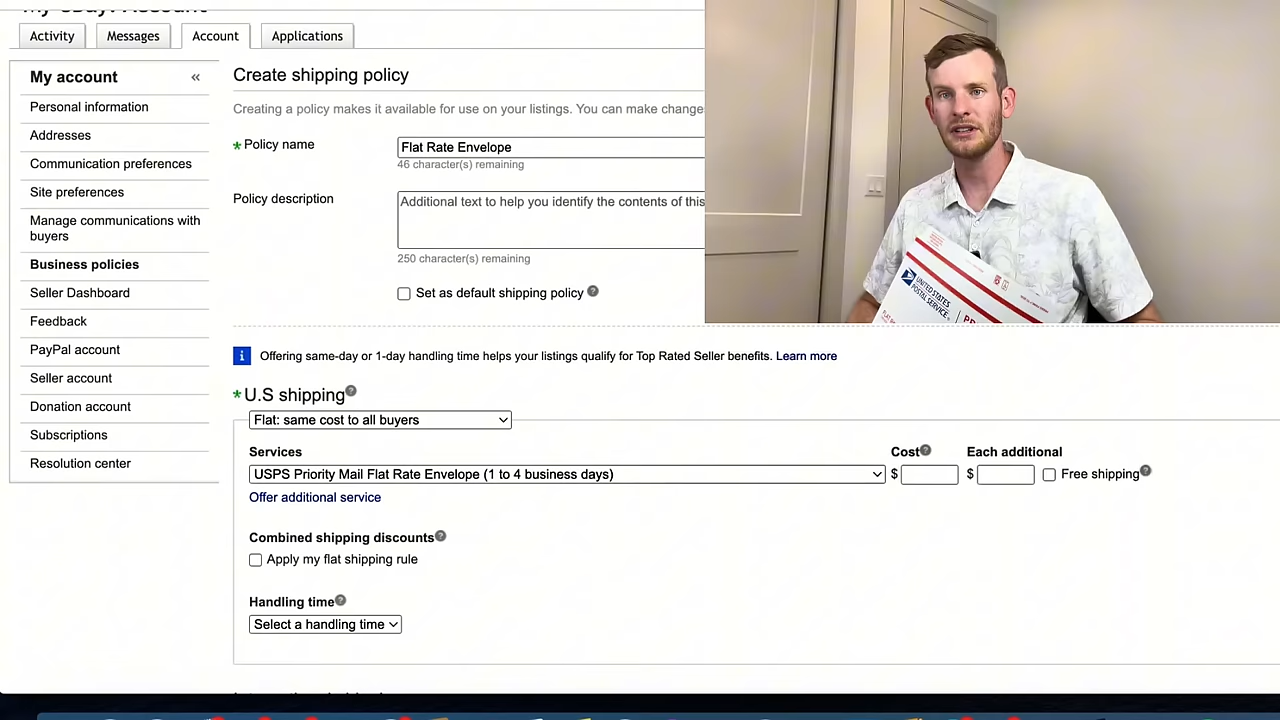 My eBay: Account
Activity
Messages
Account
Applications
My account
«
Personal information
Addresses
Communication preferences
Site preferences
Manage communications with
buyers
Business policies
Seller Dashboard
Feedback
PayPal account
Seller account
Donation account
Subscriptions
Resolution center
Create shipping policy
Creating a policy makes it available for use on your listings. You can make change
* Policy name
Flat Rate Envelope
46 character(s) remaining
Policy description
Additional text to help you identify the contents of this
250 character(s) remaining
Set as default shipping policy ?
UNITED STATES
POSTAL SERVICE
i Offering same-day or 1-day handling time helps your listings qualify for Top Rated Seller benefits. Learn more
* U.S shipping ?
Flat: same cost to all buyers
Services
Cost ?
Each additional
USPS Priority Mail Flat Rate Envelope (1 to 4 business days)
$
$
Free shipping ?
Offer additional service
Combined shipping discounts ?
Apply my flat shipping rule
Handling time ?
Select a handling time